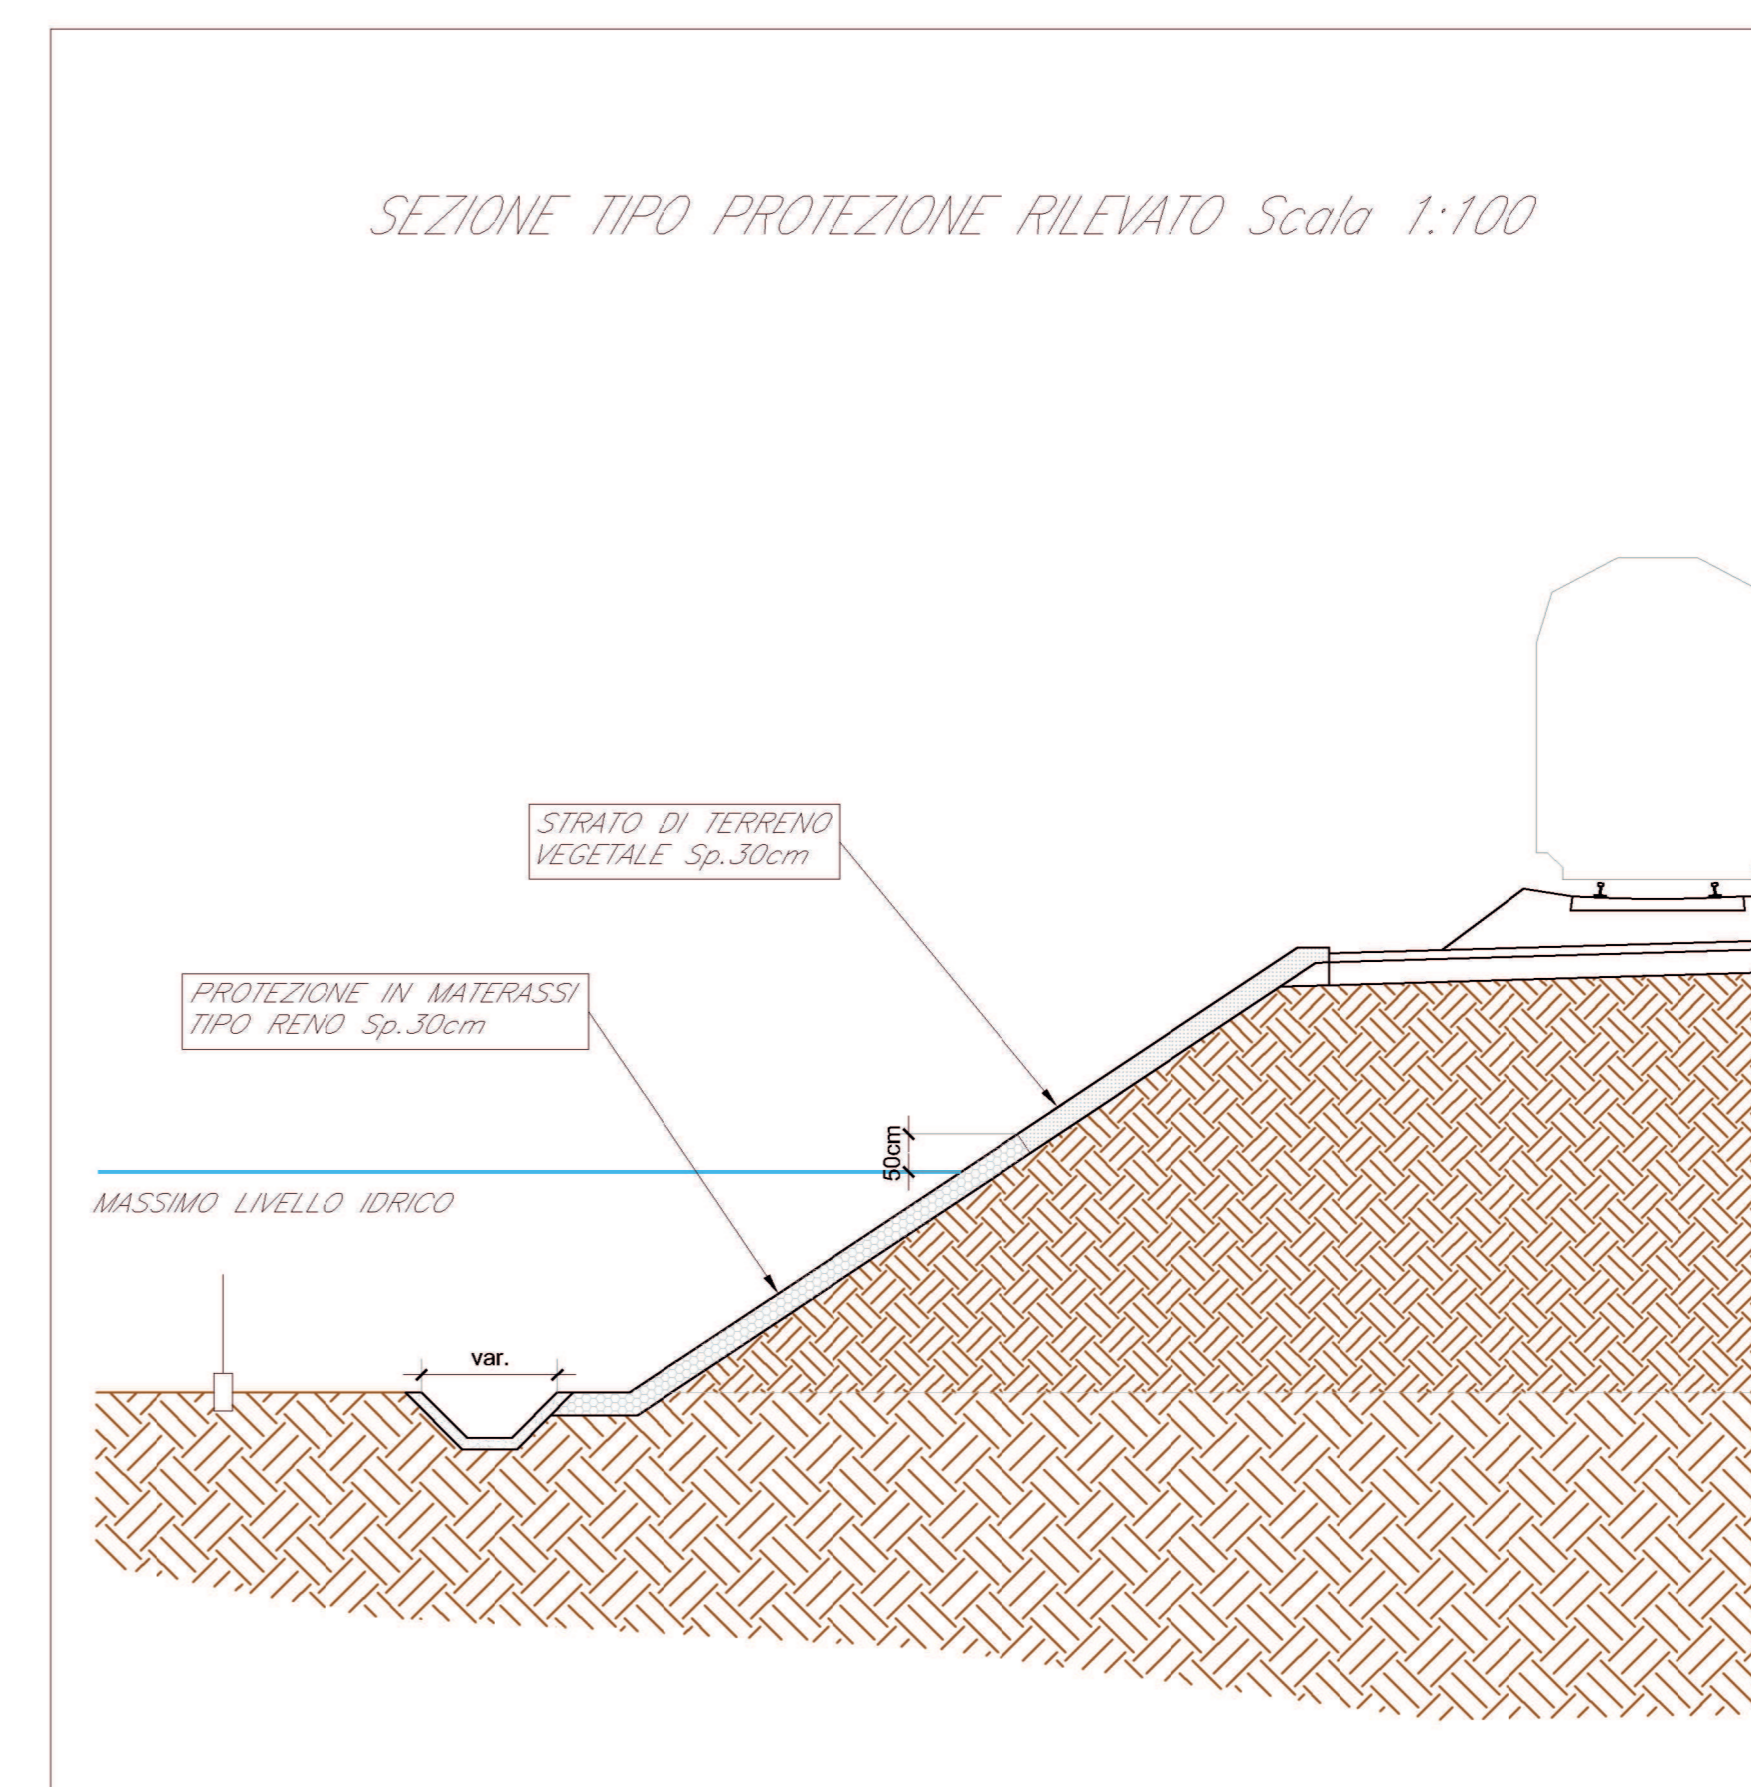 SEZIONE TIPO PROTEZIONE RILEVATO Scala 1:100
STRATO DI TERRENO
VEGETALE Sp.30cm
PROTEZIONE IN MATERASSI
TIPO RENO Sp.30cm
50cm
MASSIMO LIVELLO IDRICO
var.